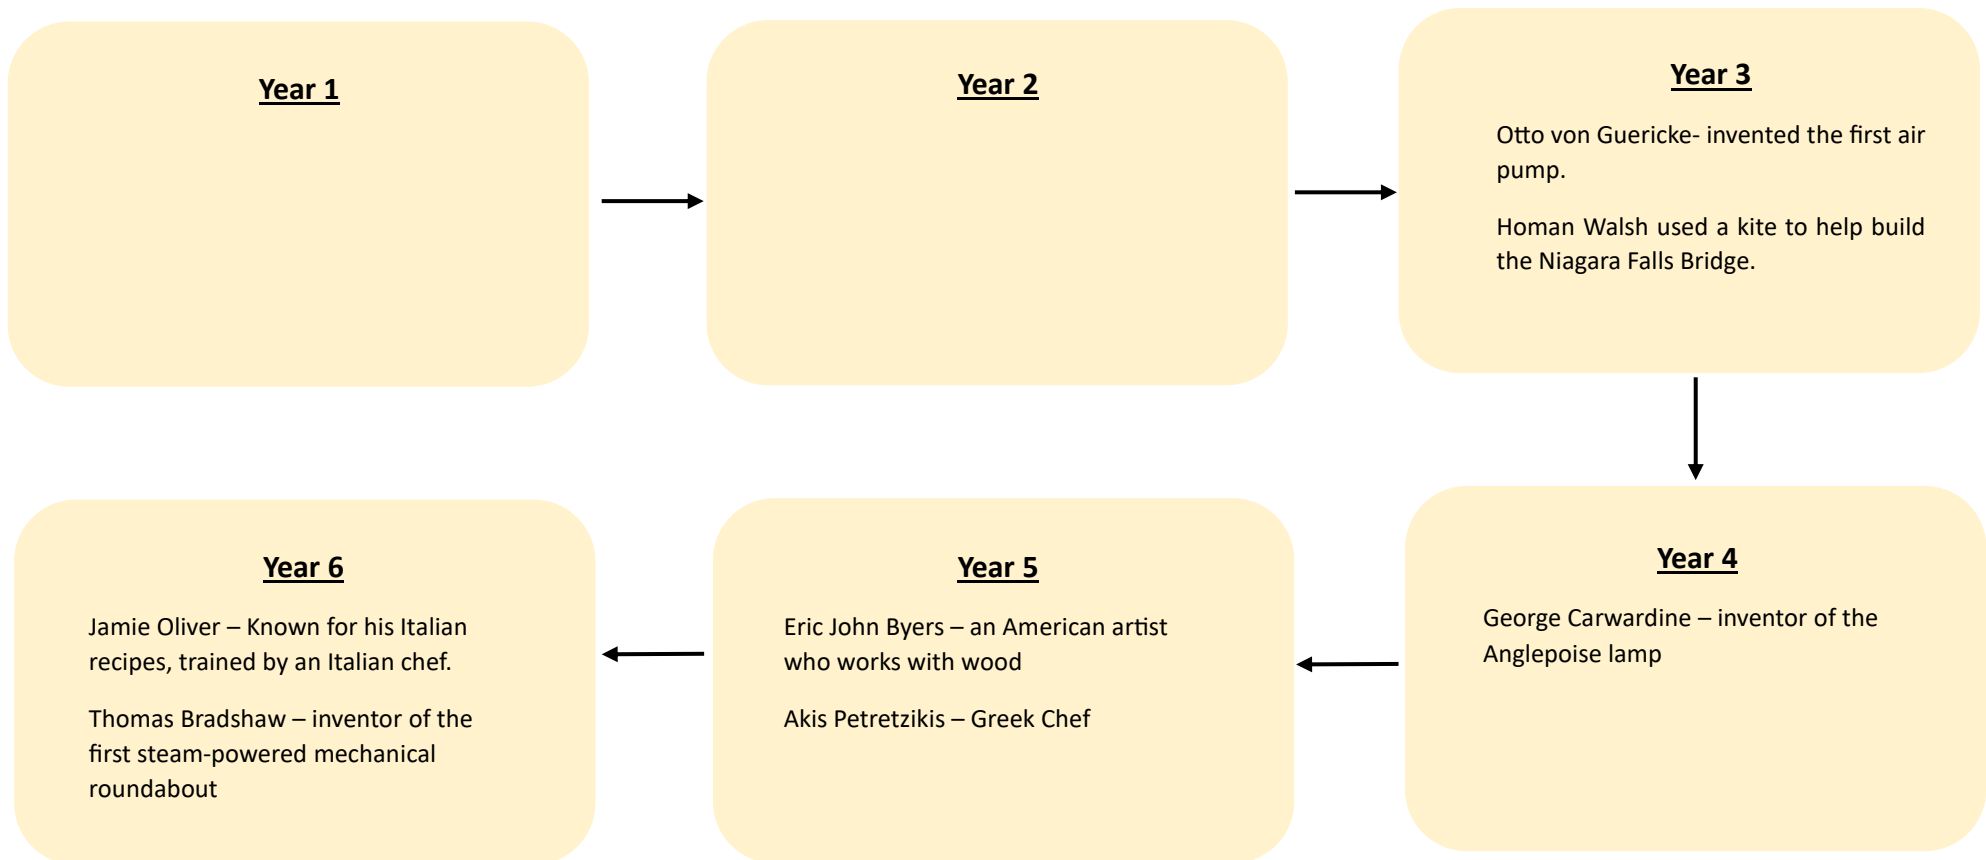 Year 1
Year 2
Year 3
Otto von Guericke- invented the first air
pump.
Homan Walsh used a kite to help build
the Niagara Falls Bridge.
Year 4
George Carwardine – inventor of the
Anglepoise lamp
Year 5
Eric John Byers – an American artist
who works with wood
Akis Petretzikis – Greek Chef
Year 6
Jamie Oliver – Known for his Italian
recipes, trained by an Italian chef.
Thomas Bradshaw – inventor of the
first steam-powered mechanical
roundabout